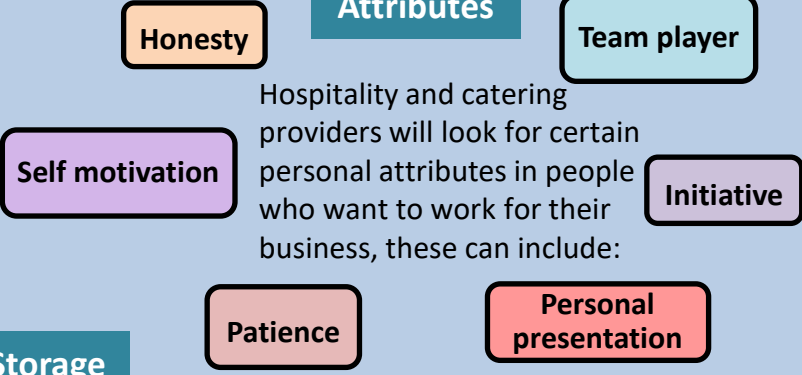 Attributes
Honesty
Team player
Hospitality and catering
providers will look for certain
personal attributes in people
who want to work for their
business, these can include:
Self motivation
Initiative
Patience
Personal
presentation
Storage